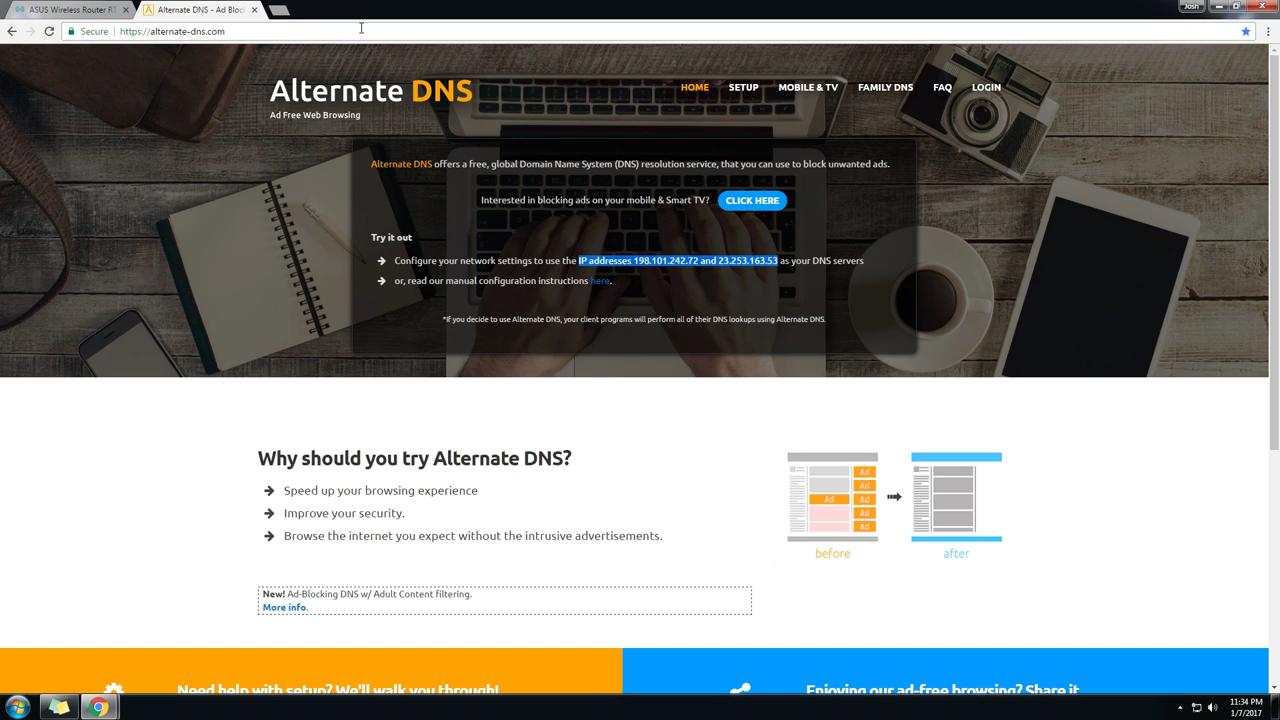 ASUS Wireless Router RT
Alternate DNS - Ad Bloc
Josh
Secure
https://alternate-dns.com
Alternate DNS
Ad Free Web Browsing
HOME
SETUP
MOBILE & TV
FAMILY DNS
FAQ
LOGIN
Alternate DNS offers a free, global Domain Name System (DNS) resolution service, that you can use to block unwanted ads.
Interested in blocking ads on your mobile & Smart TV?
CLICK HERE
Try it out
Configure your network settings to use the IP addresses 198.101.242.72 and 23.253.163.53 as your DNS servers
or, read our manual configuration instructions here.
*If you decide to use Alternate DNS, your client programs will perform all of their DNS lookups using Alternate DNS.
Why should you try Alternate DNS?
Speed up your browsing experience
Improve your security.
Browse the internet you expect without the intrusive advertisements.
Ad
Ad
Ad
Ad
Ad
Ad
before
after
New! Ad-Blocking DNS w/ Adult Content filtering.
More info.
Need help with setup? We'll walk you through!
Enjoying our ad-free browsing? Share it
11:34 PM
1/7/2017